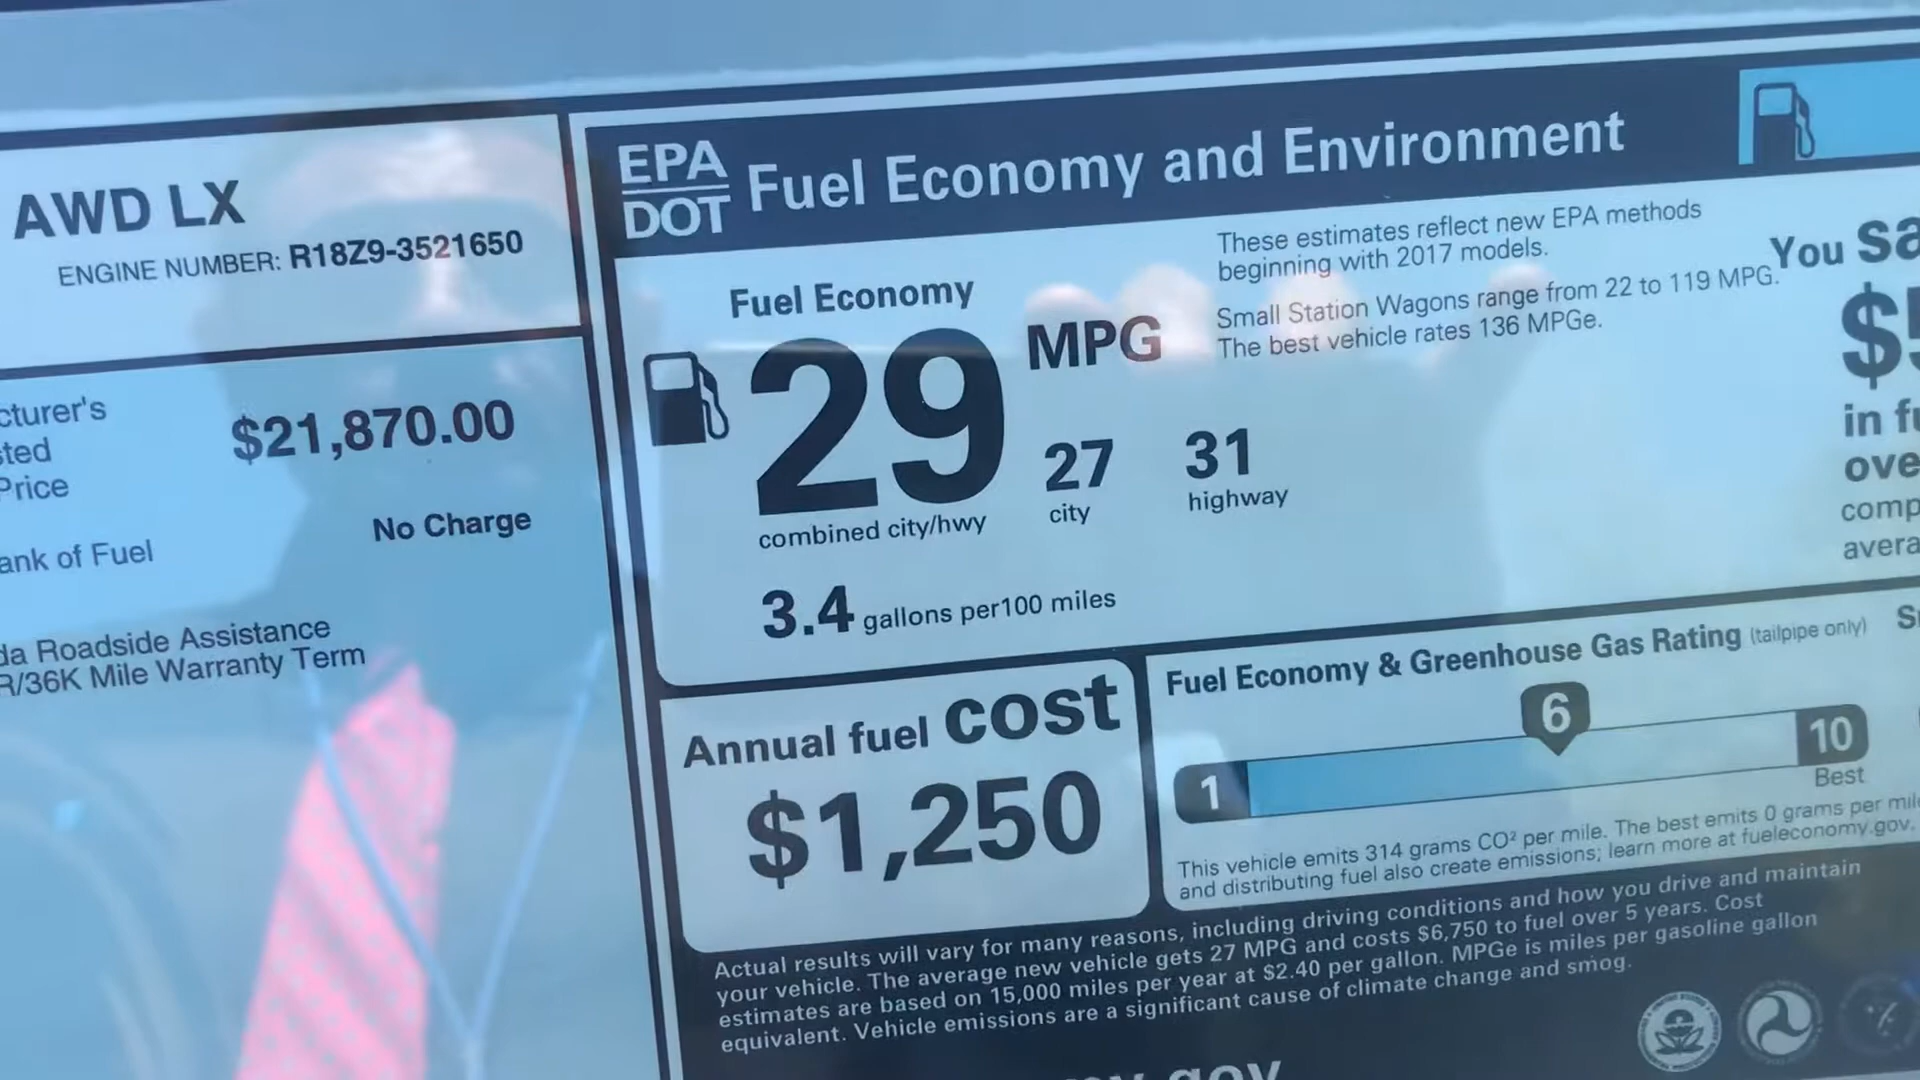 AWD LX
ENGINE NUMBER: R18Z9-3521650
cturer's
sted
Price
$21,870.00
No Charge
ank of Fuel
da Roadside Assistance
R/36K Mile Warranty Term
EPA
DOT
Fuel Economy and Environment
Fuel Economy
29 MPG
combined city/hwy
27
city
31
highway
3.4 gallons per100 miles
These estimates reflect new EPA methods
beginning with 2017 models.
Small Station Wagons range from 22 to 119 MPG.
The best vehicle rates 136 MPGe.
You sa
$5
in fu
ove
comp
avera
Annual fuel cost
$1,250
Fuel Economy & Greenhouse Gas Rating (tailpipe only)
1
6
10
Best
This vehicle emits 314 grams CO² per mile. The best emits 0 grams per mile
and distributing fuel also create emissions; learn more at fueleconomy.gov.
Actual results will vary for many reasons, including driving conditions and how you drive and maintain
your vehicle. The average new vehicle gets 27 MPG and costs $6,750 to fuel over 5 years. Cost
estimates are based on 15,000 miles per year at $2.40 per gallon. MPGe is miles per gasoline gallon
equivalent. Vehicle emissions are a significant cause of climate change and smog.